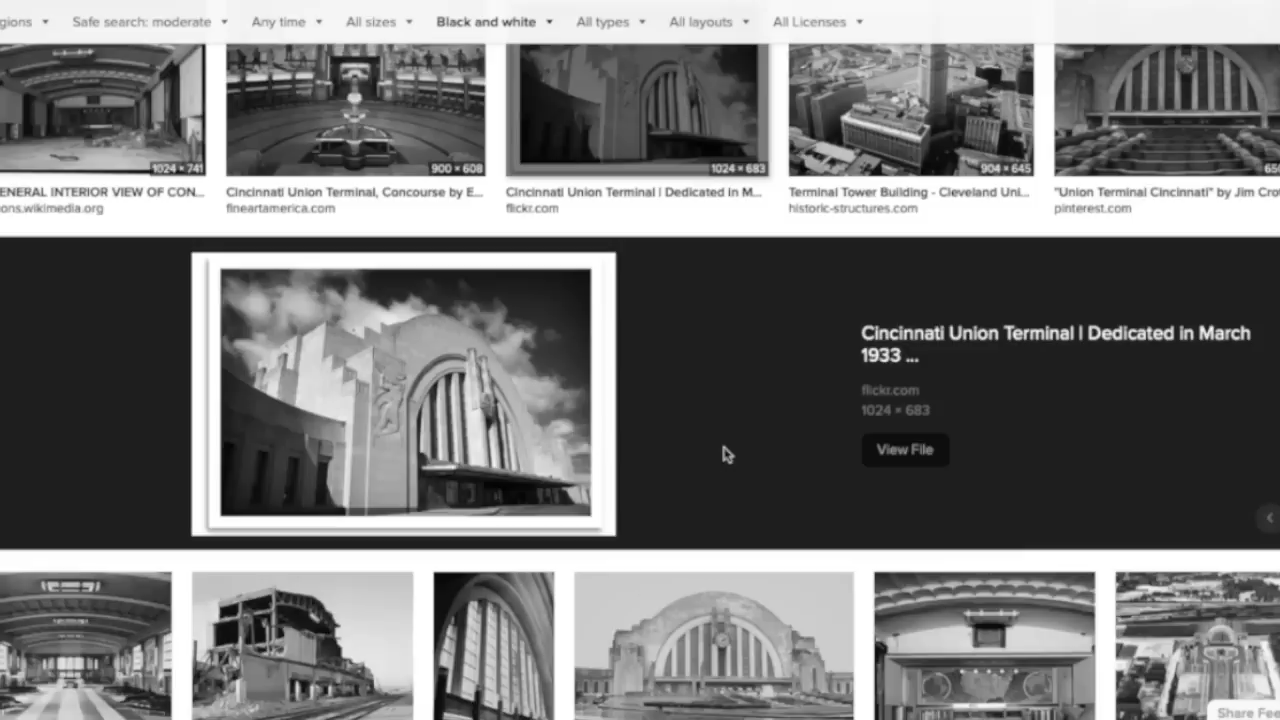 gions Safe search: moderate Any time All sizes Black and white All types All layouts All Licenses
1024 × 741 900 × 608 1024 × 683 904 × 645 650
ENERAL INTERIOR VIEW OF CON... Cincinnati Union Terminal, Concourse by E... Cincinnati Union Terminal | Dedicated in M... Terminal Tower Building - Cleveland Uni... "Union Terminal Cincinnati" by Jim Cro
ons.wikimedia.org fineartamerica.com flickr.com historic-structures.com pinterest.com
Cincinnati Union Terminal | Dedicated in March
1933 ...
flickr.com
1024 × 683
View File
Share Fee